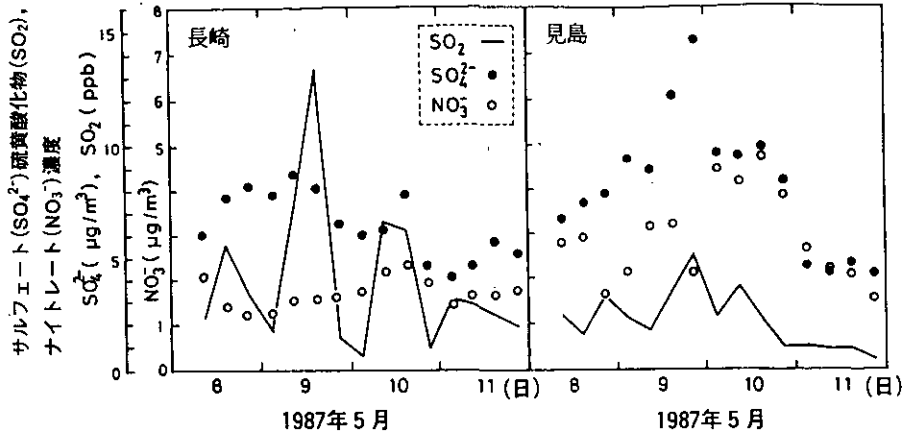 サルフェート(SO₄²⁻)硫黄酸化物(SO₂),
ナイトレート(NO₃⁻)濃度
SO₄²⁻(μg/m³), SO₂(ppb)
15
10
5
0
NO₃⁻(μg/m³)
8
7
6
5
4
3
2
1
0
長崎
SO₂ —
SO₄²⁻ ●
NO₃⁻ ○
8 9 10 11 (日)
1987年5月
見島
8 9 10 11 (日)
1987年5月